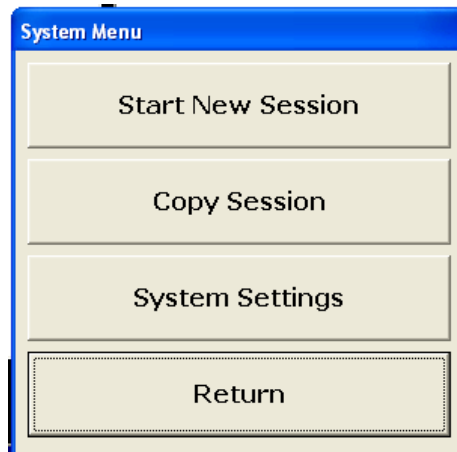 System Menu
Start New Session
Copy Session
System Settings
Return